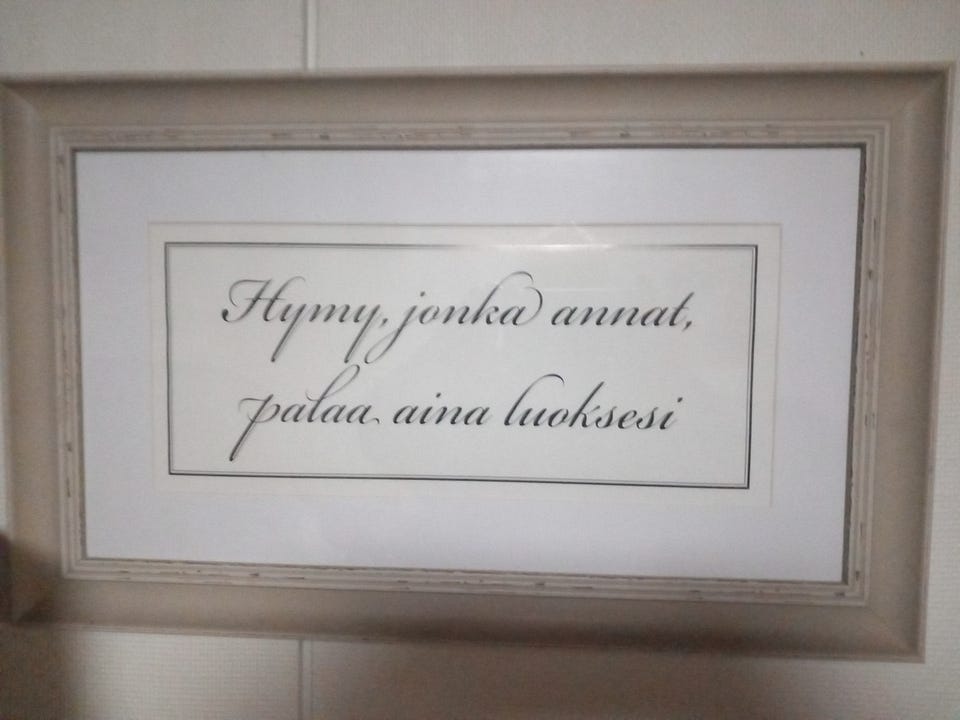 Hymy, jonka annat,
palaa aina luoksesi